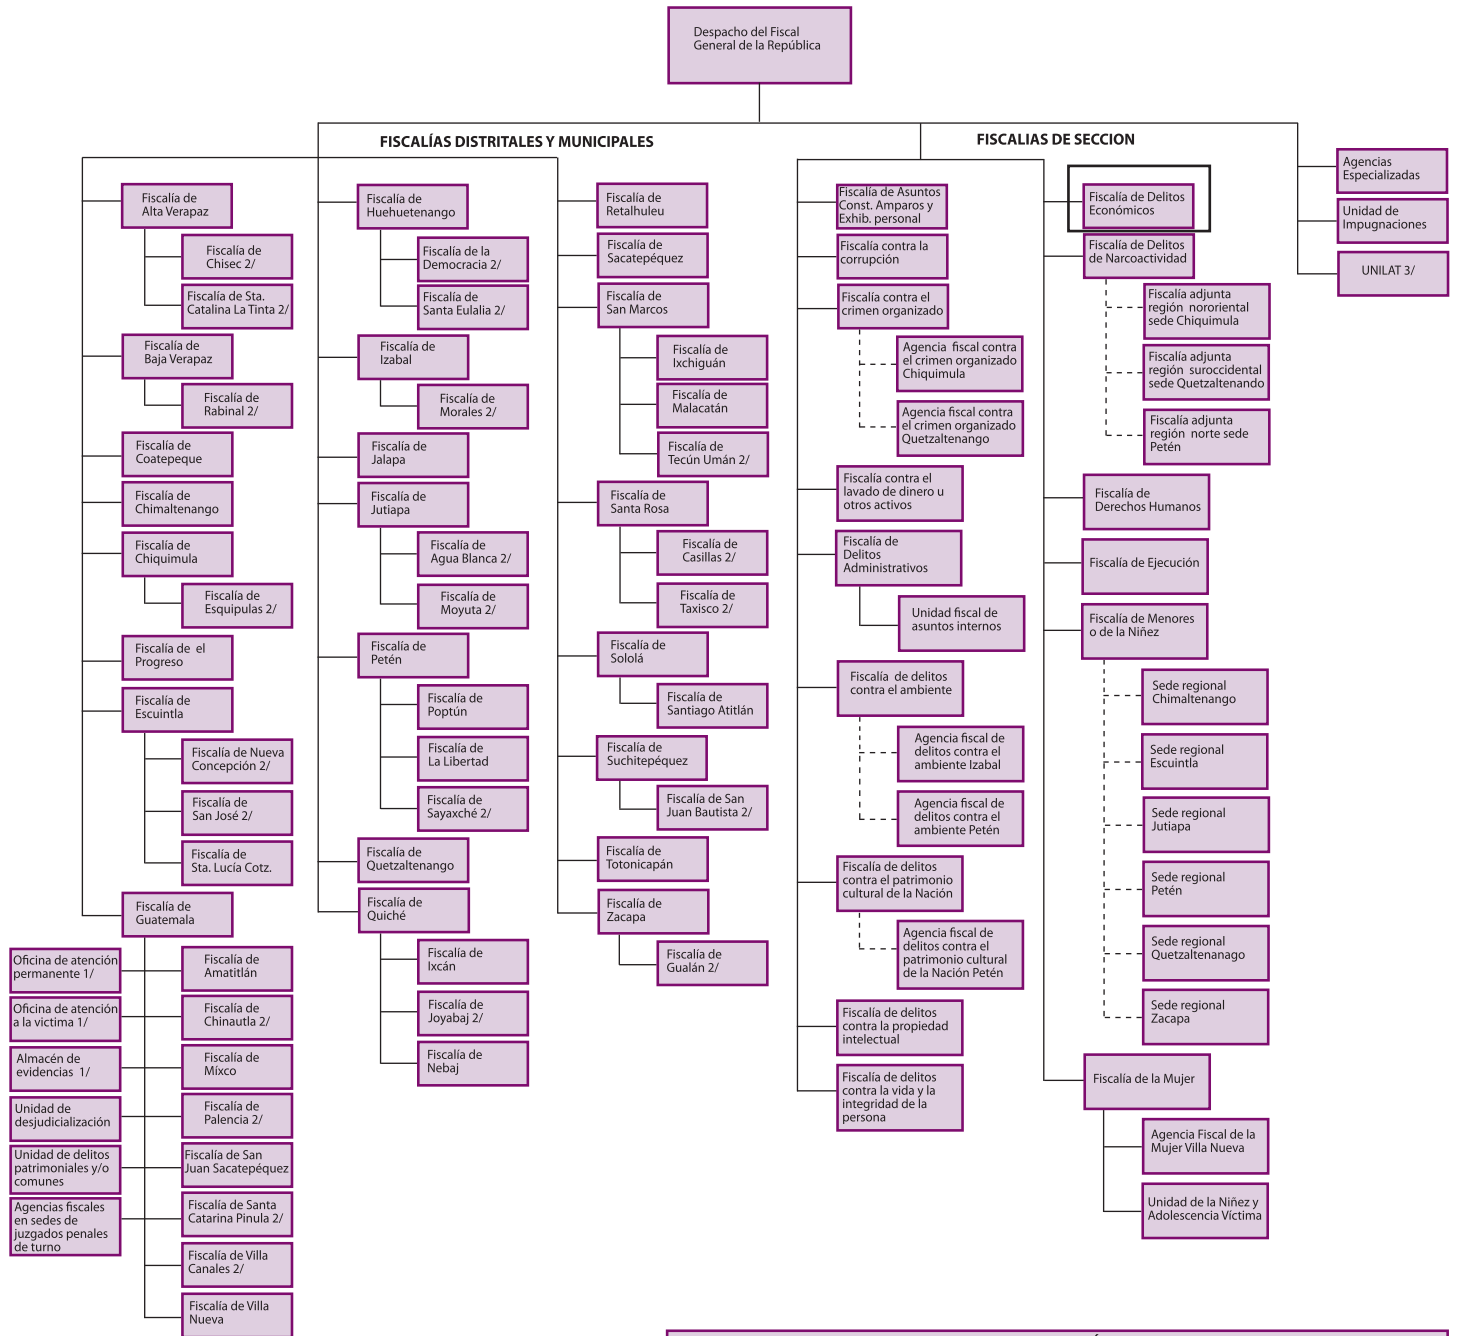 Despacho del Fiscal
General de la República
FISCALÍAS DISTRITALES Y MUNICIPALES
Fiscalía de
Alta Verapaz
Fiscalía de
Chisec 2/
Fiscalía de Sta.
Catalina La Tinta 2/
Fiscalía de
Baja Verapaz
Fiscalía de
Rabinal 2/
Fiscalía de
Coatepeque
Fiscalía de
Chimaltenango
Fiscalía de
Chiquimula
Fiscalía de
Esquipulas 2/
Fiscalía de  el
Progreso
Fiscalía de
Escuintla
Fiscalía de Nueva
Concepción 2/
Fiscalía de
San José 2/
Fiscalía de
Sta. Lucía Cotz.
Fiscalía de
Guatemala
Oficina de atención
permanente 1/
Oficina de atención
a la victima 1/
Almacén de
evidencias  1/
Unidad de
desjudicialización
Unidad de delitos
patrimoniales y/o
comunes
Agencias fiscales
en sedes de
juzgados penales
de turno
Fiscalía de
Amatitlán
Fiscalía de
Chinautla 2/
Fiscalía de
Míxco
Fiscalía de
Palencia 2/
Fiscalía de San
Juan Sacatepéquez
Fiscalía de Santa
Catarina Pinula 2/
Fiscalía de Villa
Canales 2/
Fiscalía de Villa
Nueva
Fiscalía de
Huehuetenango
Fiscalía de la
Democracia 2/
Fiscalía de
Santa Eulalia 2/
Fiscalía de
Izabal
Fiscalía de
Morales 2/
Fiscalía de
Jalapa
Fiscalía de
Jutiapa
Fiscalía de
Agua Blanca 2/
Fiscalía de
Moyuta 2/
Fiscalía de
Petén
Fiscalía de
Poptún
Fiscalía de
La Libertad
Fiscalía de
Sayaxché 2/
Fiscalía de
Quetzaltenango
Fiscalía de
Quiché
Fiscalía de
Ixcán
Fiscalía de
Joyabaj 2/
Fiscalía de
Nebaj
Fiscalía de
Retalhuleu
Fiscalía de
Sacatepéquez
Fiscalía de
San Marcos
Fiscalía de
Ixchiguán
Fiscalía de
Malacatán
Fiscalía de
Tecún Umán 2/
Fiscalía de
Santa Rosa
Fiscalía de
Casillas 2/
Fiscalía de
Taxisco 2/
Fiscalía de
Sololá
Fiscalía de
Santiago Atitlán
Fiscalía de
Suchitepéquez
Fiscalía de San
Juan Bautista 2/
Fiscalía de
Totonicapán
Fiscalía de
Zacapa
Fiscalía de
Gualán 2/
FISCALIAS DE SECCION
Fiscalía de Asuntos
Const. Amparos y
Exhib. personal
Fiscalía contra la
corrupción
Fiscalía contra el
crimen organizado
Agencia  fiscal contra
el crimen organizado
Chiquimula
Agencia fiscal contra
el crimen organizado
Quetzaltenango
Fiscalía contra el
lavado de dinero u
otros activos
Fiscalía de
Delitos
Administrativos
Unidad fiscal de
asuntos internos
Fiscalía  de delitos
contra el ambiente
Agencia fiscal de
delitos contra el
ambiente Izabal
Agencia fiscal de
delitos contra el
ambiente Petén
Fiscalía de delitos
contra el patrimonio
cultural de la Nación
Agencia fiscal de
delitos contra el
patrimonio cultural
de la Nación Petén
Fiscalía de delitos
contra la propiedad
intelectual
Fiscalía de delitos
contra la vida y la
integridad de la
persona
Fiscalía de Delitos
Económicos
Fiscalía de Delitos
de Narcoactividad
Fiscalía adjunta
región  nororiental
sede Chiquimula
Fiscalía adjunta
región  suroccidental
sede Quetzaltenando
Fiscalía adjunta
región  norte sede
Petén
Fiscalía de
Derechos Humanos
Fiscalía de Ejecución
Fiscalía de Menores
o de la Niñez
Sede regional
Chimaltenango
Sede regional
Escuintla
Sede regional
Jutiapa
Sede regional
Petén
Sede regional
Quetzaltenanago
Sede regional
Zacapa
Fiscalía de la Mujer
Agencia Fiscal de la
Mujer Villa Nueva
Unidad de la Niñez y
Adolescencia Víctima
Agencias
Especializadas
Unidad de
Impugnaciones
UNILAT 3/